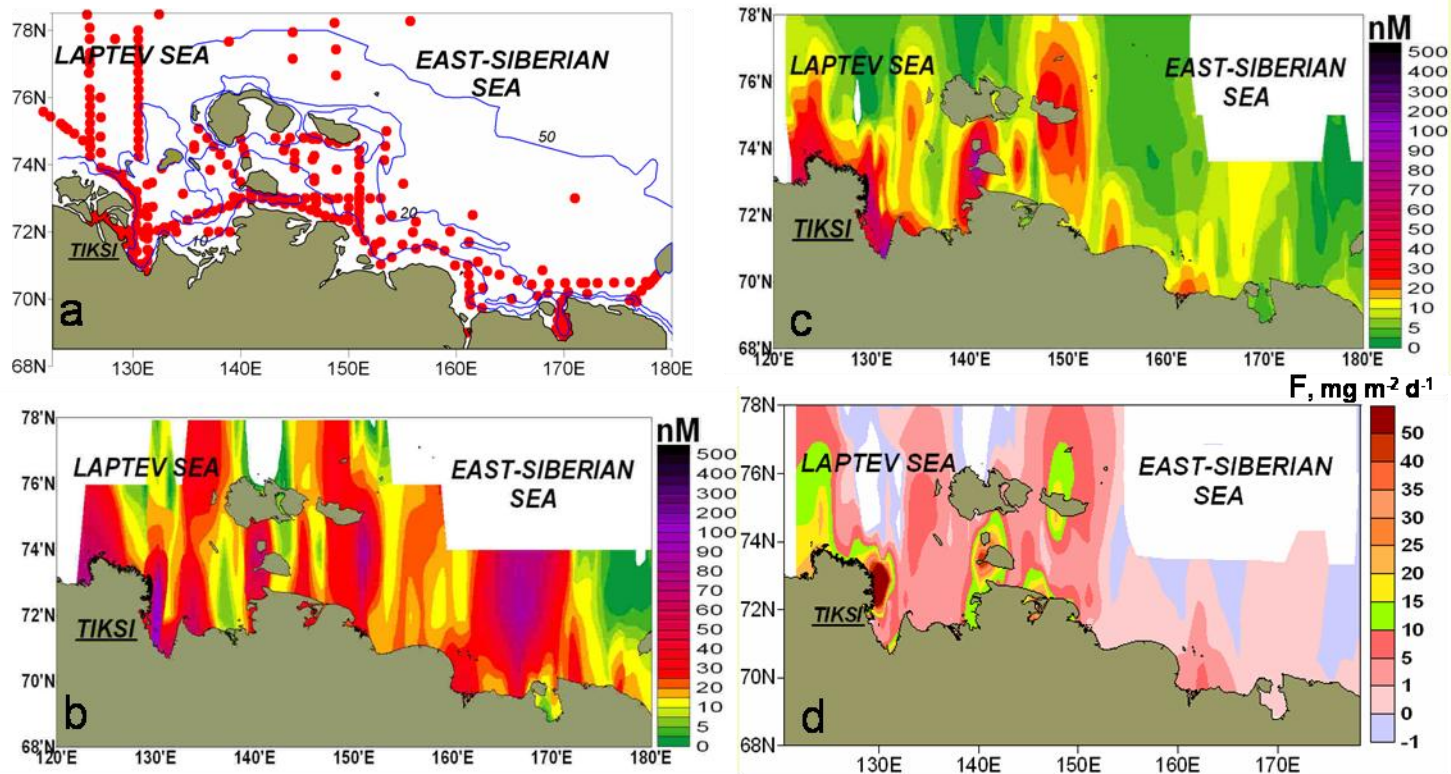 78N
LAPTEV SEA
EAST-SIBERIAN
SEA
76N
50
74N
20
72N
10
TIKSI
70N
a
68N
130E 140E 150E 160E 170E 180E
78'N
nM
LAPTEV SEA
EAST-SIBERIAN
SEA
76'N
74'N
72'N
TIKSI
70'N
c
68'N
120'E 130'E 140'E 150'E 160'E 170'E 180'E
500
400
300
200
100
90
80
70
60
50
40
30
20
10
5
0
78'N
nM
LAPTEV SEA
EAST-SIBERIAN
SEA
76'N
74'N
72'N
TIKSI
70'N
b
68'N
120'E 130'E 140'E 150'E 160'E 170'E 180'E
500
400
300
200
100
90
80
70
60
50
40
30
20
10
5
0
F, mg m-2 d-1
78N
LAPTEV SEA
EAST-SIBERIAN
SEA
76N
74N
72N
TIKSI
70N
d
68N
130E 140E 150E 160E 170E
50
40
35
30
25
20
15
10
5
1
0
-1